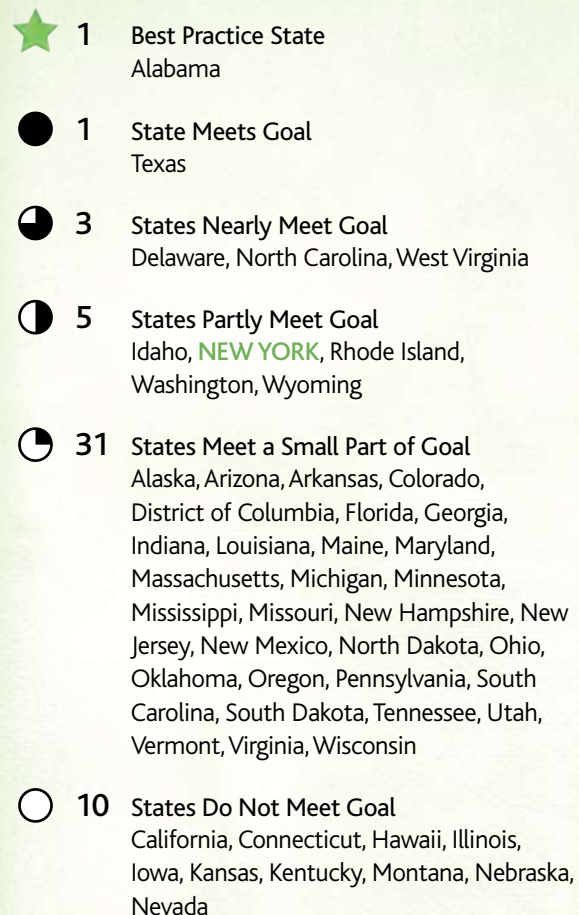 1 Best Practice State
Alabama
1 State Meets Goal
Texas
3 States Nearly Meet Goal
Delaware, North Carolina, West Virginia
5 States Partly Meet Goal
Idaho, NEW YORK, Rhode Island,
Washington, Wyoming
31 States Meet a Small Part of Goal
Alaska, Arizona, Arkansas, Colorado,
District of Columbia, Florida, Georgia,
Indiana, Louisiana, Maine, Maryland,
Massachusetts, Michigan, Minnesota,
Mississippi, Missouri, New Hampshire, New
Jersey, New Mexico, North Dakota, Ohio,
Oklahoma, Oregon, Pennsylvania, South
Carolina, South Dakota, Tennessee, Utah,
Vermont, Virginia, Wisconsin
10 States Do Not Meet Goal
California, Connecticut, Hawaii, Illinois,
Iowa, Kansas, Kentucky, Montana, Nebraska,
Nevada